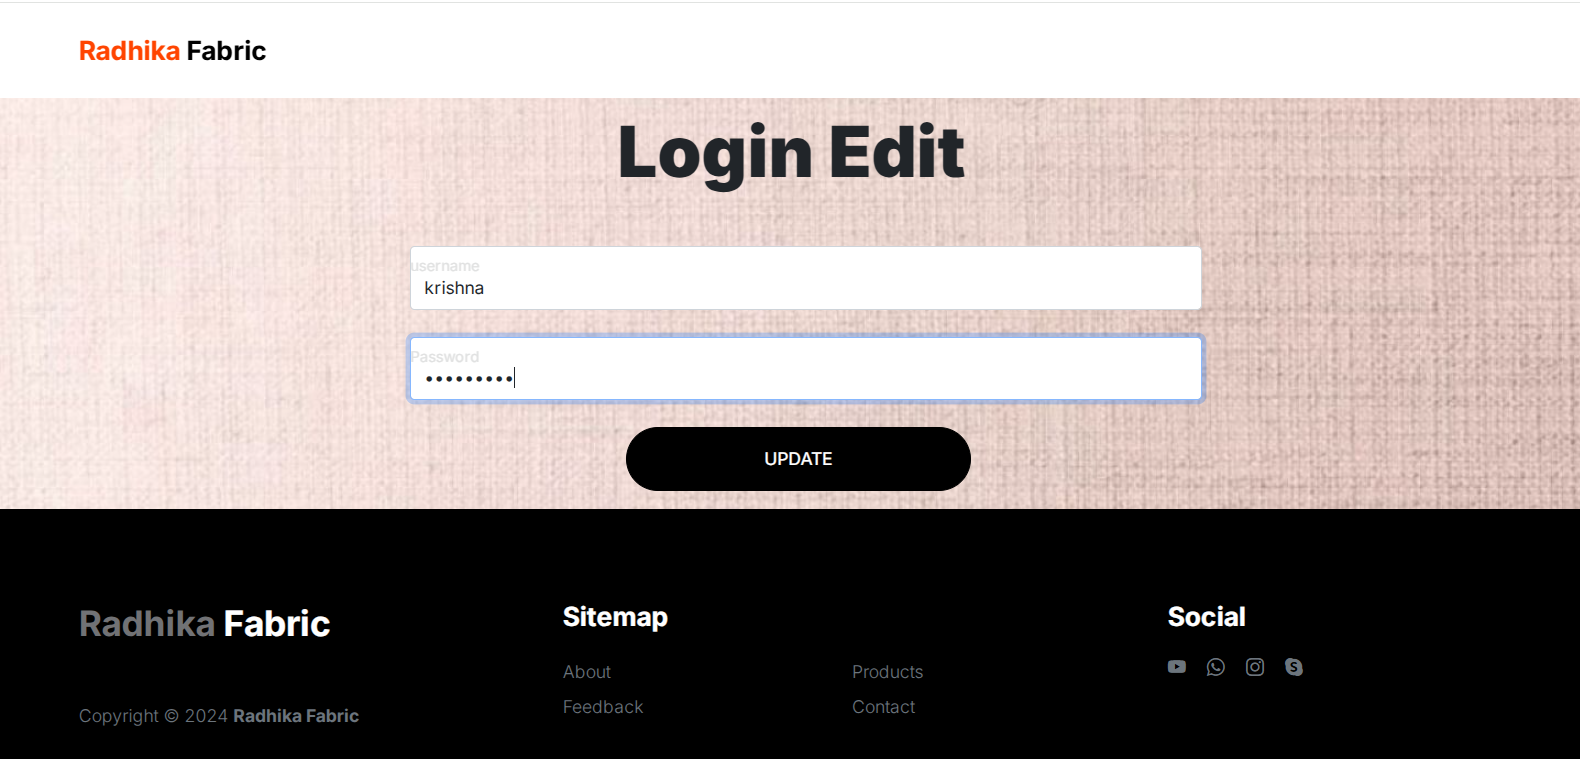 Radhika Fabric
Login Edit
username
krishna
Password
•••••••••
UPDATE
Radhika Fabric
Copyright © 2024 Radhika Fabric
Sitemap
About
Products
Feedback
Contact
Social